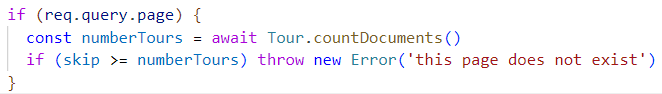 if (req.query.page) {
const numberTours = await Tour.countDocuments()
if (skip >= numberTours) throw new Error('this page does not exist')
}